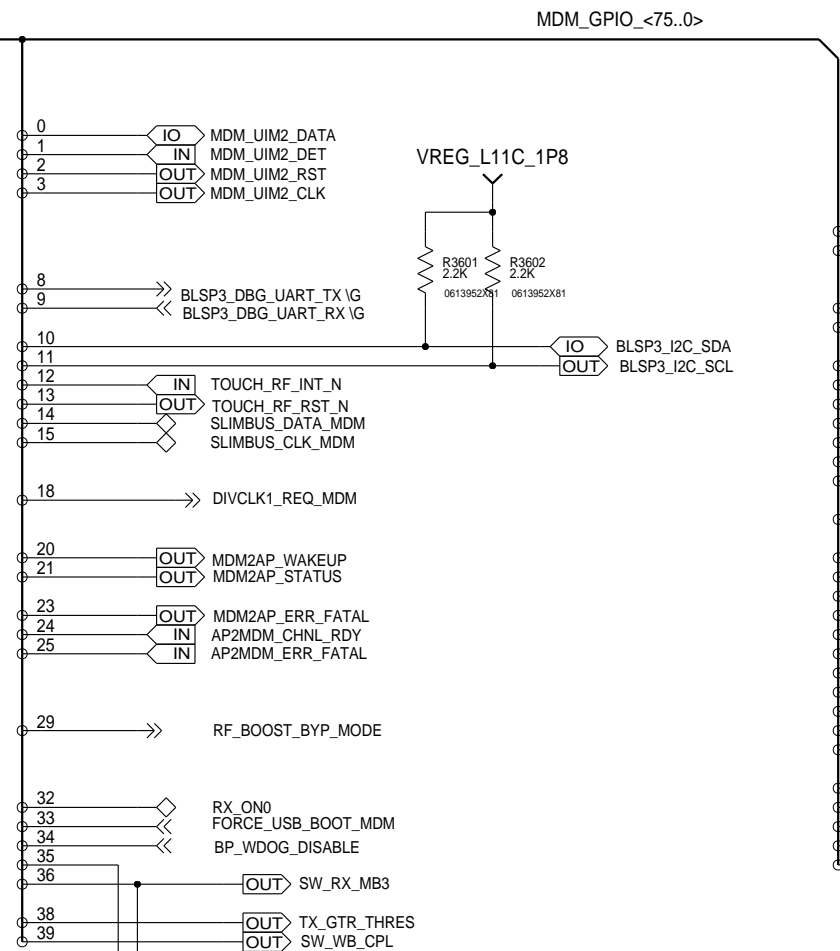 MDM_GPIO_<75..0>
0 IO MDM_UIM2_DATA
1 IN MDM_UIM2_DET
2 OUT MDM_UIM2_RST
3 OUT MDM_UIM2_CLK
VREG_L11C_1P8
R3601
2.2K
0613952X81
R3602
2.2K
0613952X81
8 BLSP3_DBG_UART_TX \G
9 BLSP3_DBG_UART_RX \G
10 IO BLSP3_I2C_SDA
11 OUT BLSP3_I2C_SCL
12 IN TOUCH_RF_INT_N
13 OUT TOUCH_RF_RST_N
14 SLIMBUS_DATA_MDM
15 SLIMBUS_CLK_MDM
18 DIVCLK1_REQ_MDM
20 OUT MDM2AP_WAKEUP
21 OUT MDM2AP_STATUS
23 OUT MDM2AP_ERR_FATAL
24 IN AP2MDM_CHNL_RDY
25 IN AP2MDM_ERR_FATAL
29 RF_BOOST_BYP_MODE
32 RX_ON0
33 FORCE_USB_BOOT_MDM
34 BP_WDOG_DISABLE
35
36 OUT SW_RX_MB3
38 OUT TX_GTR_THRES
39 OUT SW_WB_CPL